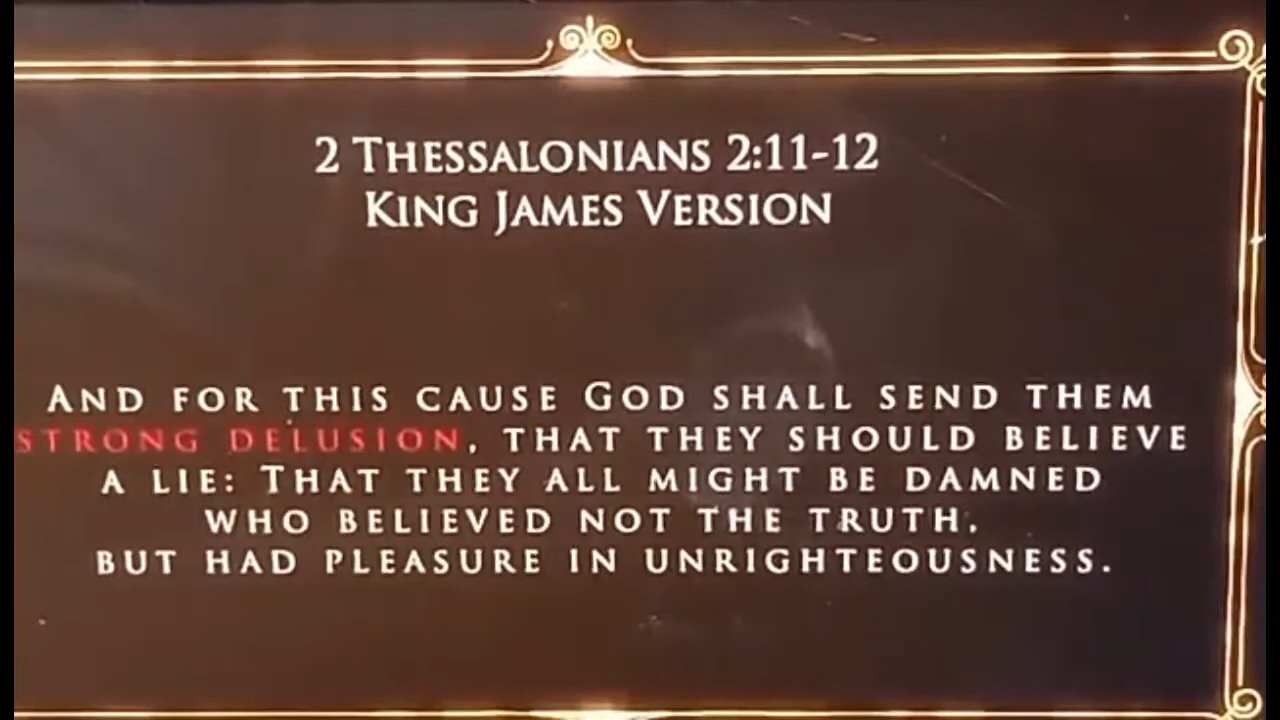 2 THESSALONIANS 2:11-12
KING JAMES VERSION
AND FOR THIS CAUSE GOD SHALL SEND THEM
STRONG DELUSION, THAT THEY SHOULD BELIEVE
A LIE: THAT THEY ALL MIGHT BE DAMNED
WHO BELIEVED NOT THE TRUTH,
BUT HAD PLEASURE IN UNRIGHTEOUSNESS.